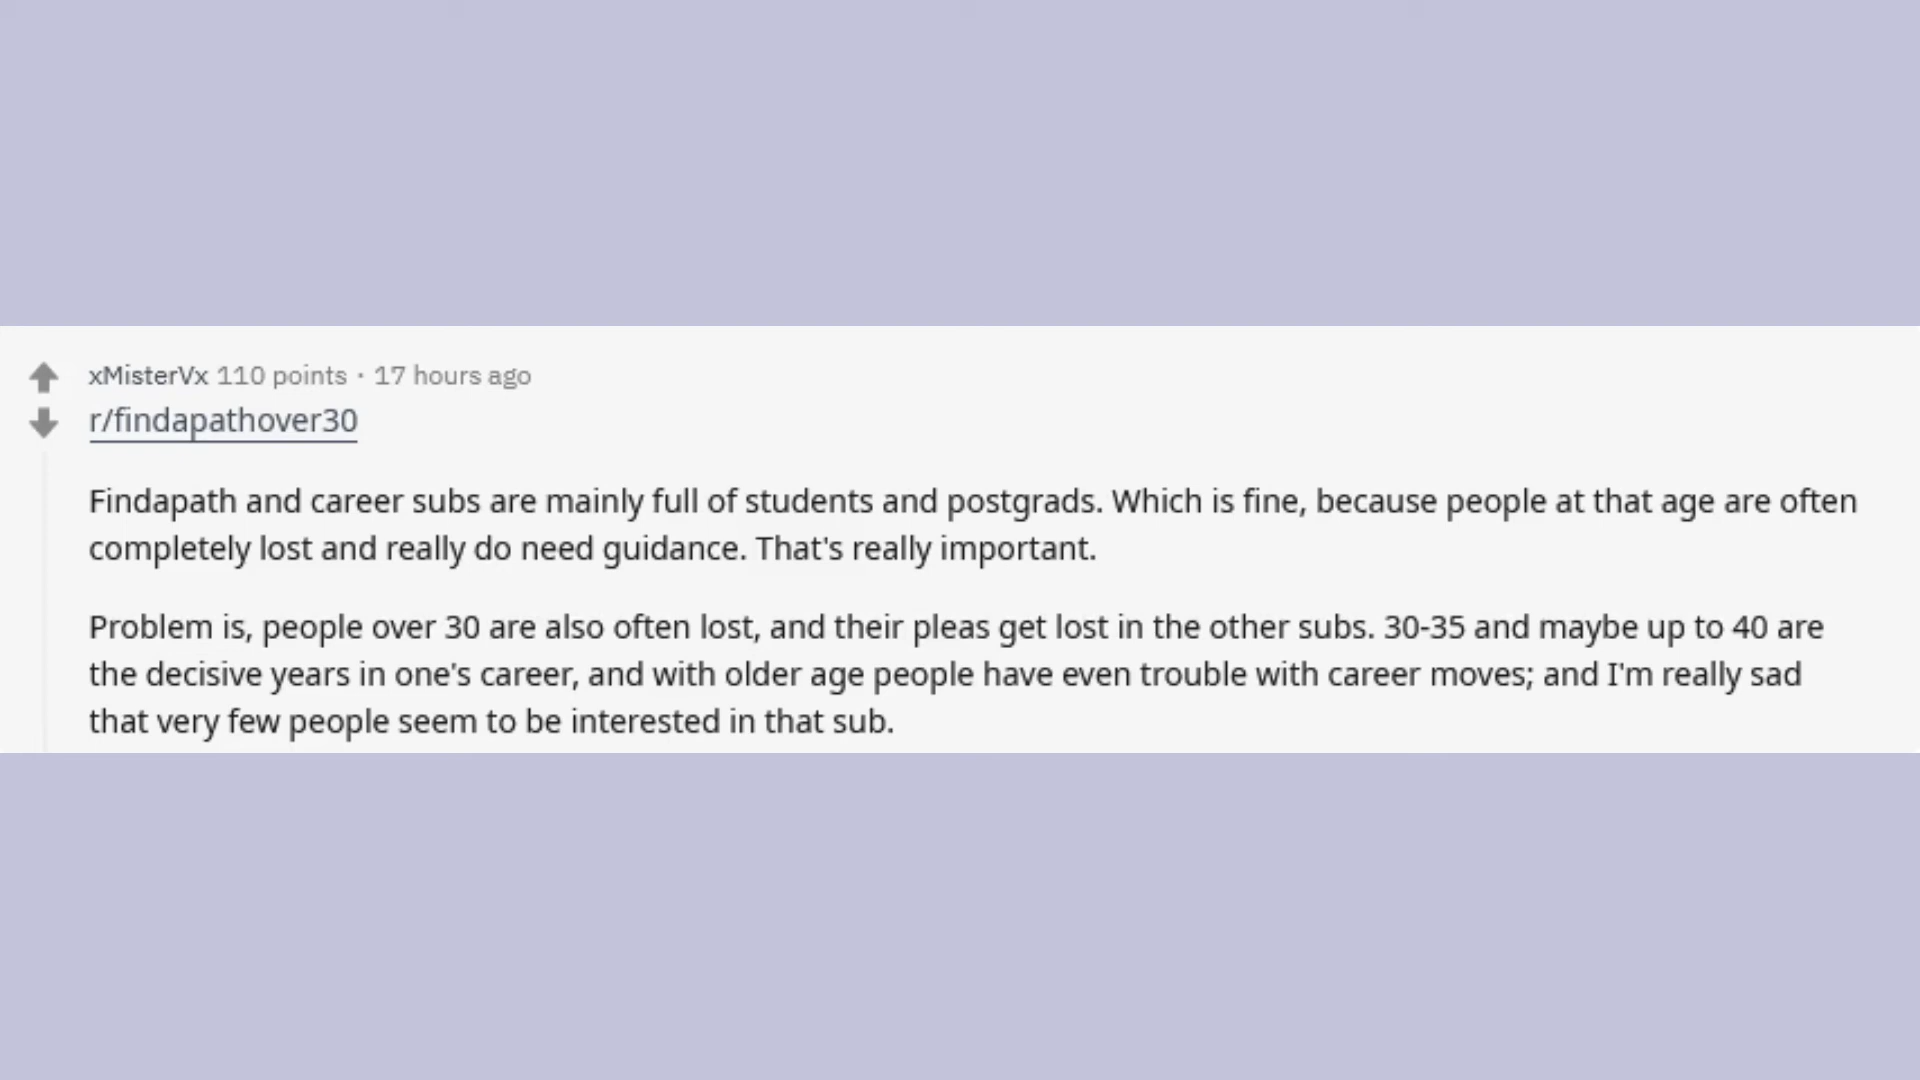 xMisterVx 110 points · 17 hours ago
r/findapathover30
Findapath and career subs are mainly full of students and postgrads. Which is fine, because people at that age are often
completely lost and really do need guidance. That's really important.
Problem is, people over 30 are also often lost, and their pleas get lost in the other subs. 30-35 and maybe up to 40 are
the decisive years in one's career, and with older age people have even trouble with career moves; and I'm really sad
that very few people seem to be interested in that sub.